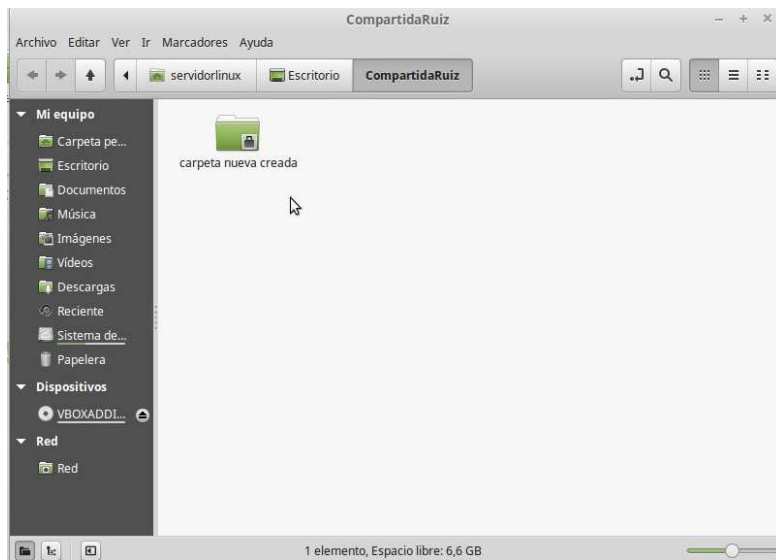 CompartidaRuiz
Archivo Editar Ver Ir Marcadores Ayuda
servidorlinux Escritorio CompartidaRuiz
Mi equipo
Carpeta pe...
Escritorio
Documentos
Música
Imágenes
Vídeos
Descargas
Reciente
Sistema de...
Papelera
Dispositivos
VBOXADDI...
Red
Red
carpeta nueva creada
1 elemento, Espacio libre: 6,6 GB